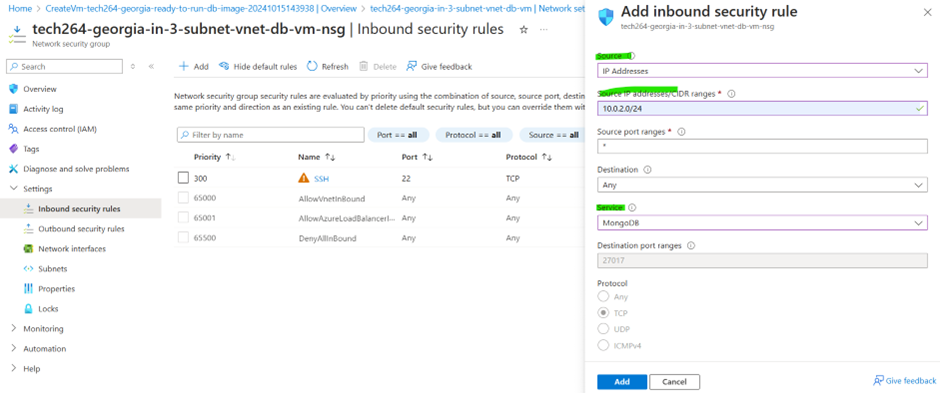 Home > CreateVm-tech264-georgia-ready-to-run-db-image-20241015143938 | Overview > tech264-georgia-in-3-subnet-vnet-db-vm | Network set
tech264-georgia-in-3-subnet-vnet-db-vm-nsg | Inbound security rules
Network security group
Search
Overview
Activity log
Access control (IAM)
Tags
Diagnose and solve problems
Settings
Inbound security rules
Outbound security rules
Network interfaces
Subnets
Properties
Locks
Monitoring
Automation
Help
Add Hide default rules Refresh Delete Give feedback
Network security group security rules are evaluated by priority using the combination of source, source port, destin
same priority and direction as an existing rule. You can't delete default security rules, but you can override them wit
Filter by name Port == all Protocol == all Source == all
Priority Name Port Protocol
300 SSH 22 TCP
65000 AllowVnetInBound Any Any
65001 AllowAzureLoadBalancerI... Any Any
65500 DenyAllInBound Any Any
Add inbound security rule
tech264-georgia-in-3-subnet-vnet-db-vm-nsg
Source
IP Addresses
Source IP addresses/CIDR ranges *
10.0.2.0/24
Source port ranges *
*
Destination
Any
Service
MongoDB
Destination port ranges
27017
Protocol
Any
TCP
UDP
ICMPv4
Add Cancel Give feedback